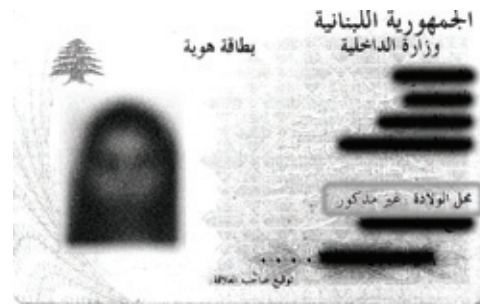 الجمهورية اللبنانية
وزارة الداخلية
بطاقة هوية
محل الولادة : غير مذكور
توقيع صاحب العلاقة